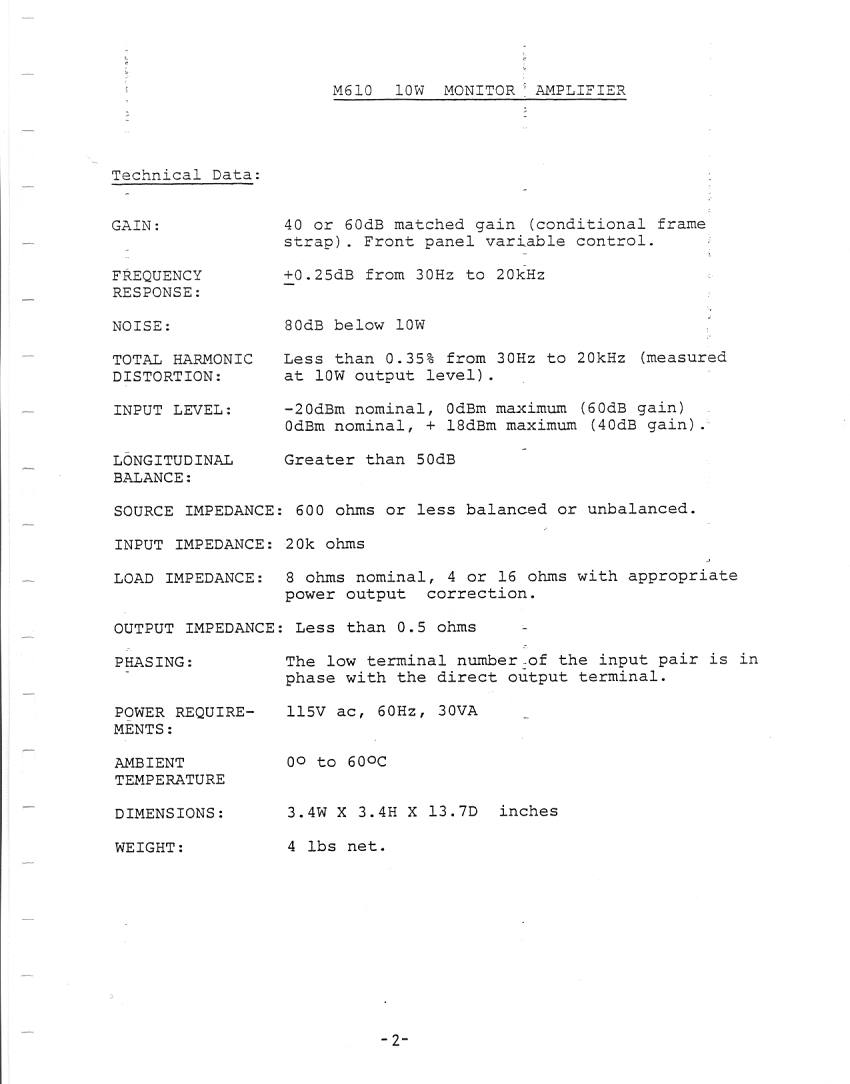 M610 10W MONITOR AMPLIFIER
Technical Data:
GAIN: 40 or 60dB matched gain (conditional frame
strap). Front panel variable control.
FREQUENCY ±0.25dB from 30Hz to 20kHz
RESPONSE:
NOISE: 80dB below 10W
TOTAL HARMONIC Less than 0.35% from 30Hz to 20kHz (measured
DISTORTION: at 10W output level).
INPUT LEVEL: -20dBm nominal, 0dBm maximum (60dB gain)
0dBm nominal, + 18dBm maximum (40dB gain).
LONGITUDINAL Greater than 50dB
BALANCE:
SOURCE IMPEDANCE: 600 ohms or less balanced or unbalanced.
INPUT IMPEDANCE: 20k ohms
LOAD IMPEDANCE: 8 ohms nominal, 4 or 16 ohms with appropriate
power output correction.
OUTPUT IMPEDANCE: Less than 0.5 ohms
PHASING: The low terminal number of the input pair is in
phase with the direct output terminal.
POWER REQUIRE- 115V ac, 60Hz, 30VA
MENTS:
AMBIENT 0° to 60°C
TEMPERATURE
DIMENSIONS: 3.4W X 3.4H X 13.7D inches
WEIGHT: 4 lbs net.
-2-